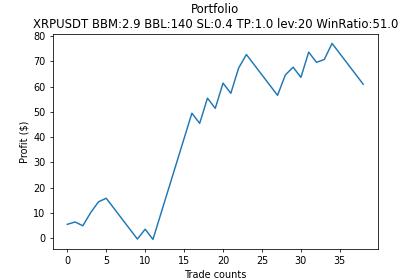 Portfolio
XRPUSDT BBM:2.9 BBL:140 SL:0.4 TP:1.0 lev:20 WinRatio:51.0
80
70
60
50
40
30
20
10
0
Profit ($)
0 5 10 15 20 25 30 35
Trade counts